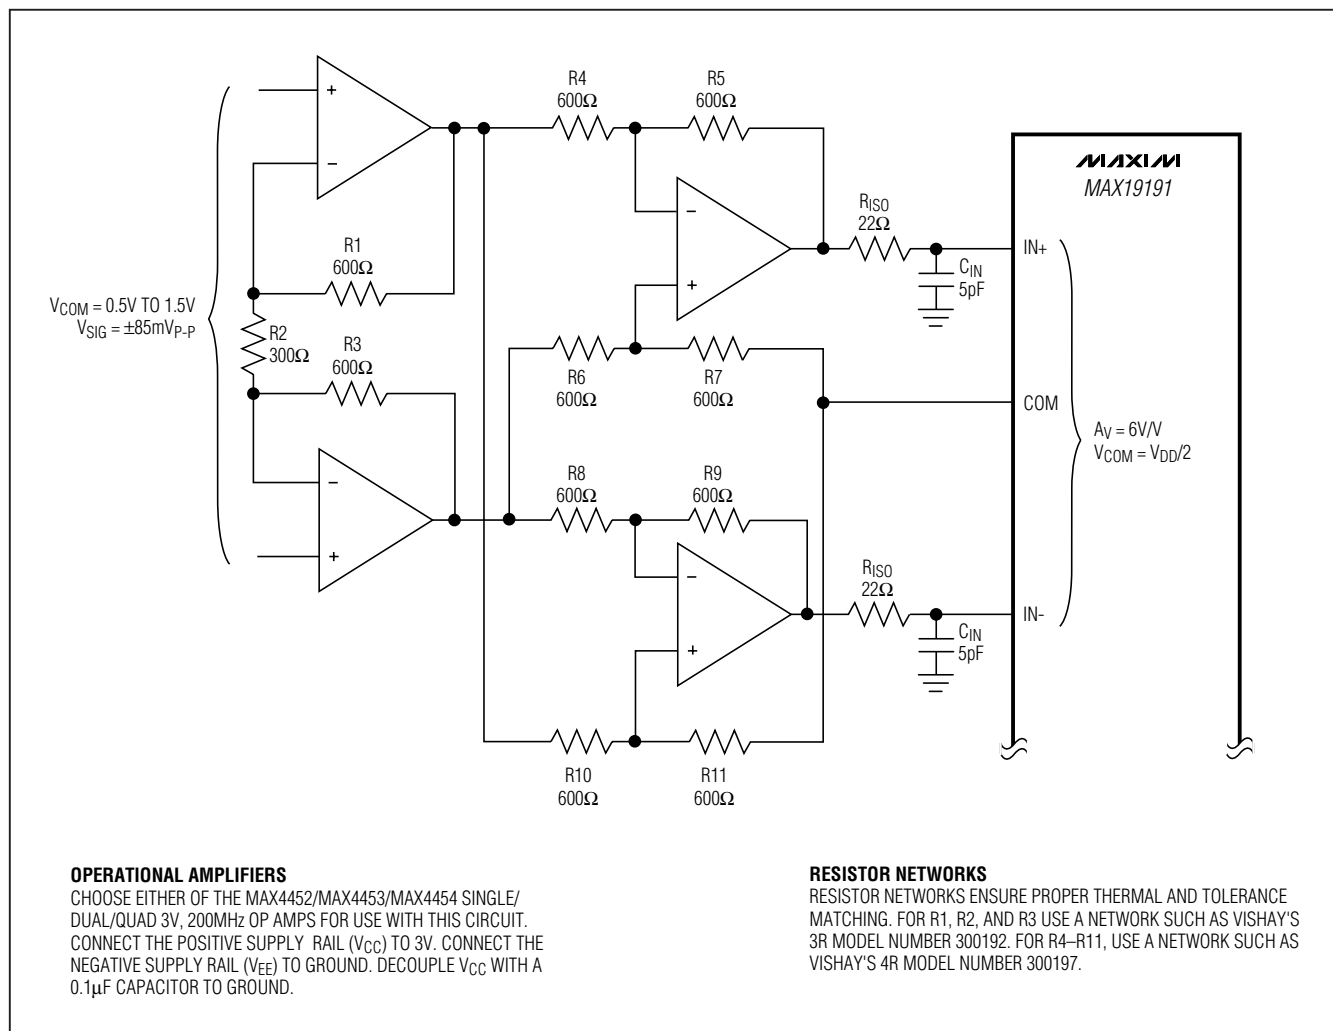 R4
600Ω
R5
600Ω
+
−
MAXIM
MAX19191
RISO
22Ω
−
+
IN+
CIN
5pF
R1
600Ω
VCOM = 0.5V TO 1.5V
VSIG = ±85mVP-P
R2
300Ω
R3
600Ω
R6
600Ω
R7
600Ω
COM
AV = 6V/V
VCOM = VDD/2
R8
600Ω
R9
600Ω
−
+
−
+
RISO
22Ω
IN-
CIN
5pF
R10
600Ω
R11
600Ω
OPERATIONAL AMPLIFIERS
CHOOSE EITHER OF THE MAX4452/MAX4453/MAX4454 SINGLE/
DUAL/QUAD 3V, 200MHz OP AMPS FOR USE WITH THIS CIRCUIT.
CONNECT THE POSITIVE SUPPLY RAIL (VCC) TO 3V. CONNECT THE
NEGATIVE SUPPLY RAIL (VEE) TO GROUND. DECOUPLE VCC WITH A
0.1µF CAPACITOR TO GROUND.
RESISTOR NETWORKS
RESISTOR NETWORKS ENSURE PROPER THERMAL AND TOLERANCE
MATCHING. FOR R1, R2, AND R3 USE A NETWORK SUCH AS VISHAY'S
3R MODEL NUMBER 300192. FOR R4–R11, USE A NETWORK SUCH AS
VISHAY'S 4R MODEL NUMBER 300197.